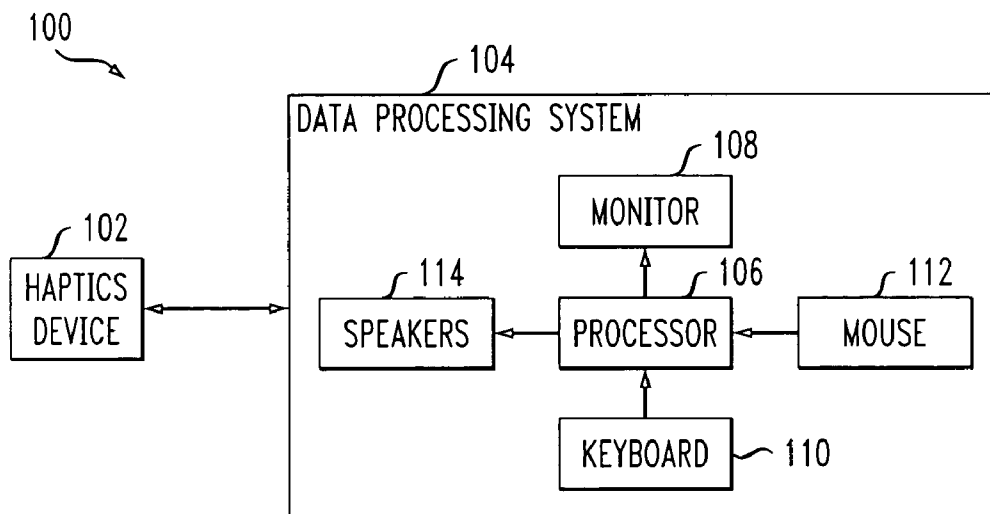 100
104
DATA PROCESSING SYSTEM
108
MONITOR
102
HAPTICS
DEVICE
114
SPEAKERS
106
PROCESSOR
112
MOUSE
KEYBOARD
110